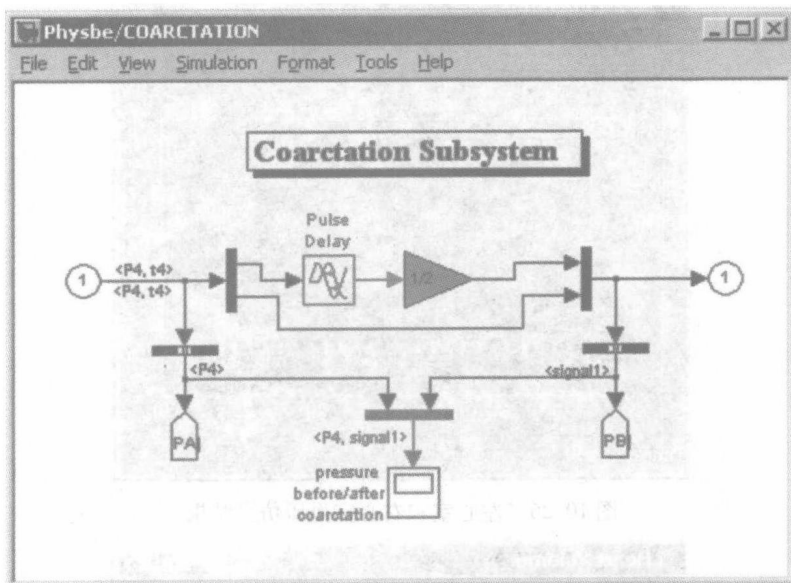 Physbe/COARCTATION
File Edit View Simulation Format Tools Help
Coarctation Subsystem
Pulse
Delay
1
<P4, t4>
<P4, t4>
1/2
1
<P4>
<signal1>
PA
PB
<P4, signal1>
pressure
before/after
coarctation